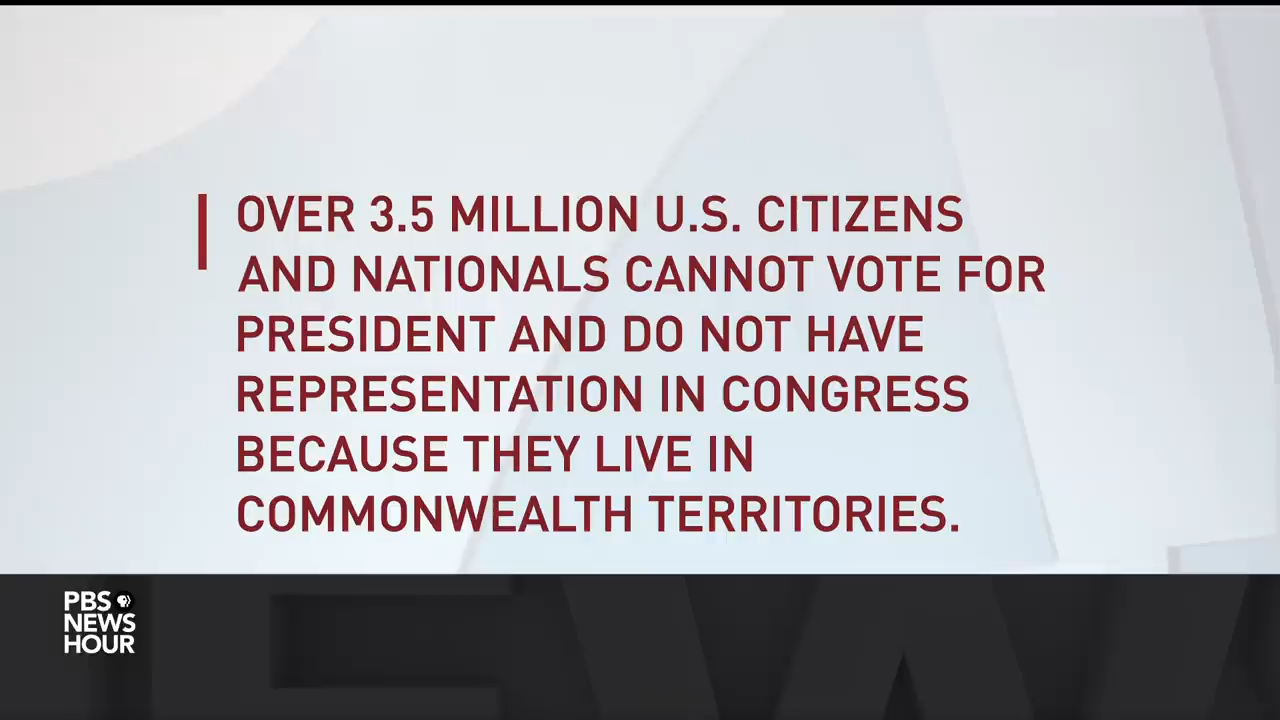 OVER 3.5 MILLION U.S. CITIZENS
AND NATIONALS CANNOT VOTE FOR
PRESIDENT AND DO NOT HAVE
REPRESENTATION IN CONGRESS
BECAUSE THEY LIVE IN
COMMONWEALTH TERRITORIES.
PBS
NEWS
HOUR